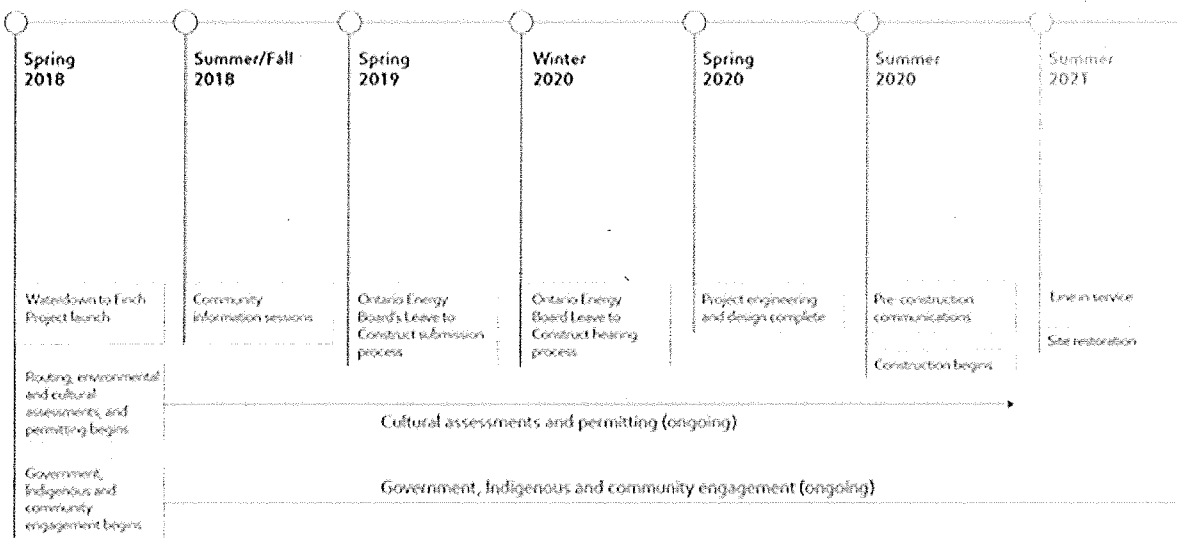 Spring
2018
Summer/Fall
2018
Spring
2019
Winter
2020
Spring
2020
Summer
2020
Summer
2021
Waterdown to Finch
Project launch
Community
information sessions
Ontario Energy
Board's Leave to
Construct submission
process
Ontario Energy
Board Leave to
Construct hearing
process
Project engineering
and design complete
Pre-construction
communications
Construction begins
Line in service
Site restoration
Routing, environmental
and cultural
assessments, and
permitting begins
Cultural assessments and permitting (ongoing)
Government,
Indigenous and
community
engagement begins
Government, Indigenous and community engagement (ongoing)